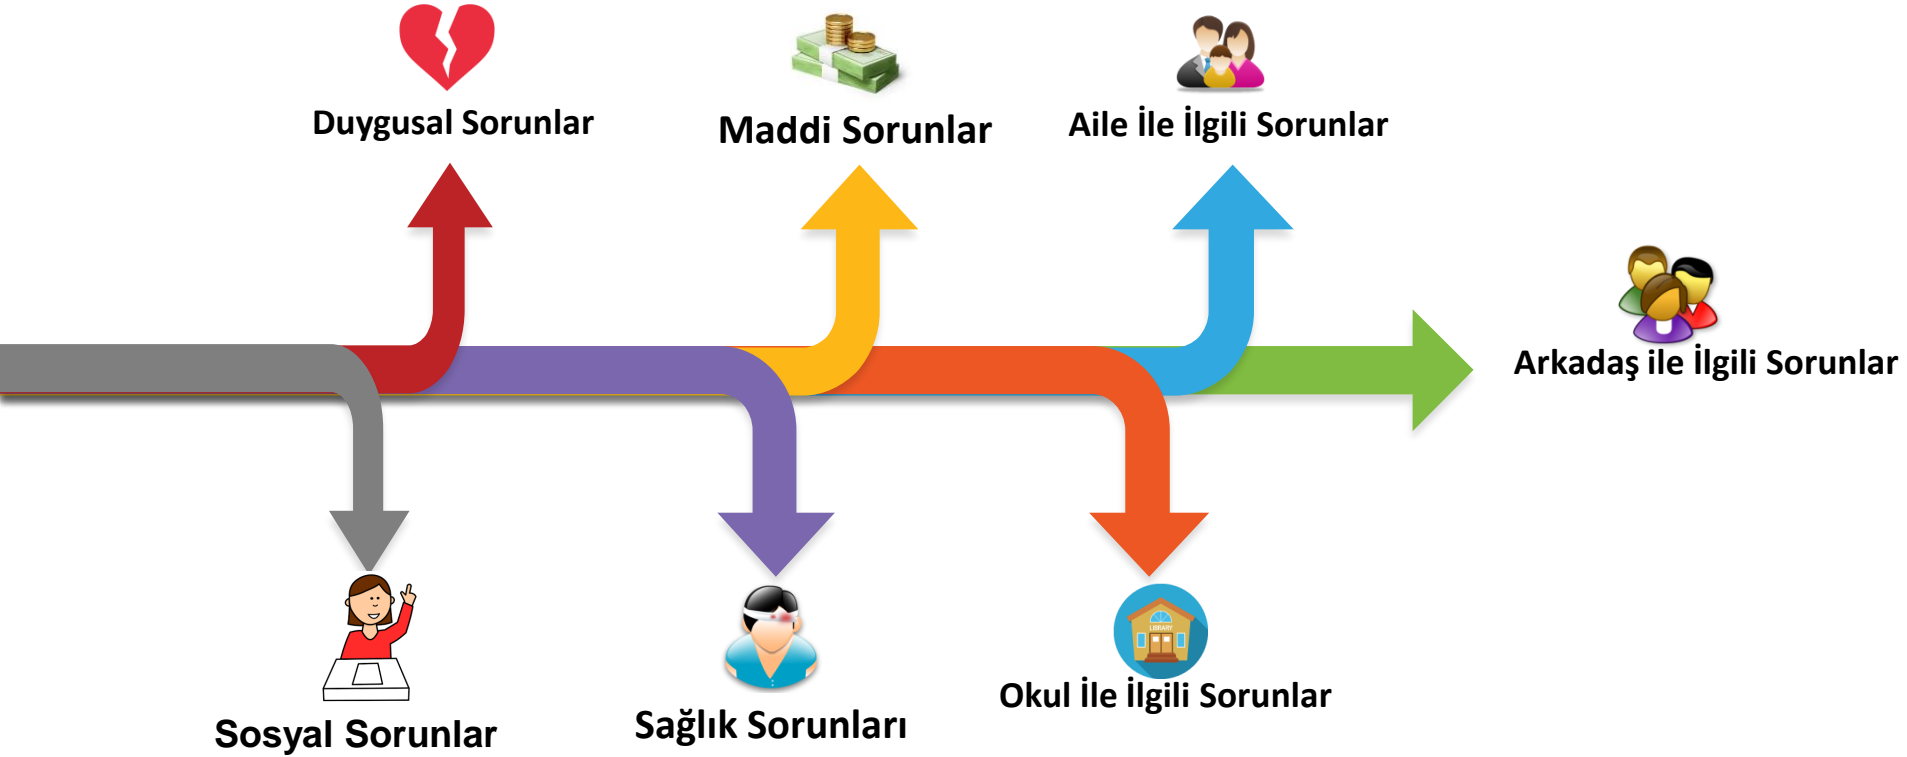 Duygusal Sorunlar
Maddi Sorunlar
Aile İle İlgili Sorunlar
Arkadaş ile İlgili Sorunlar
LIBRARY
Okul İle İlgili Sorunlar
Sağlık Sorunları
Sosyal Sorunlar